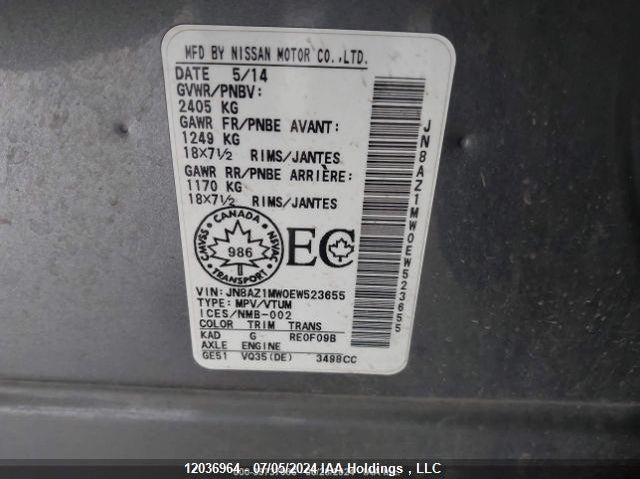 MFD BY NISSAN MOTOR CO.,LTD.
DATE 5/14
GVWR/PNBV:
2405 KG
GAWR FR/PNBE AVANT:
1249 KG
18X7½ RIMS/JANTES
GAWR RR/PNBE ARRIÈRE:
1170 KG
18X7½ RIMS/JANTES
CANADA
CMVSS
986
NSVAC
TRANSPORT
EC
VIN: JN8AZ1MW0EW523655
TYPE: MPV/VTUM
ICES/NMB-002
COLOR TRIM TRANS
KAD G RE0F09B
AXLE ENGINE
GE51 VQ35(DE) 3498CC
JN8AZ1MW0EW523655
12036964 - 07/05/2024 IAA Holdings , LLC